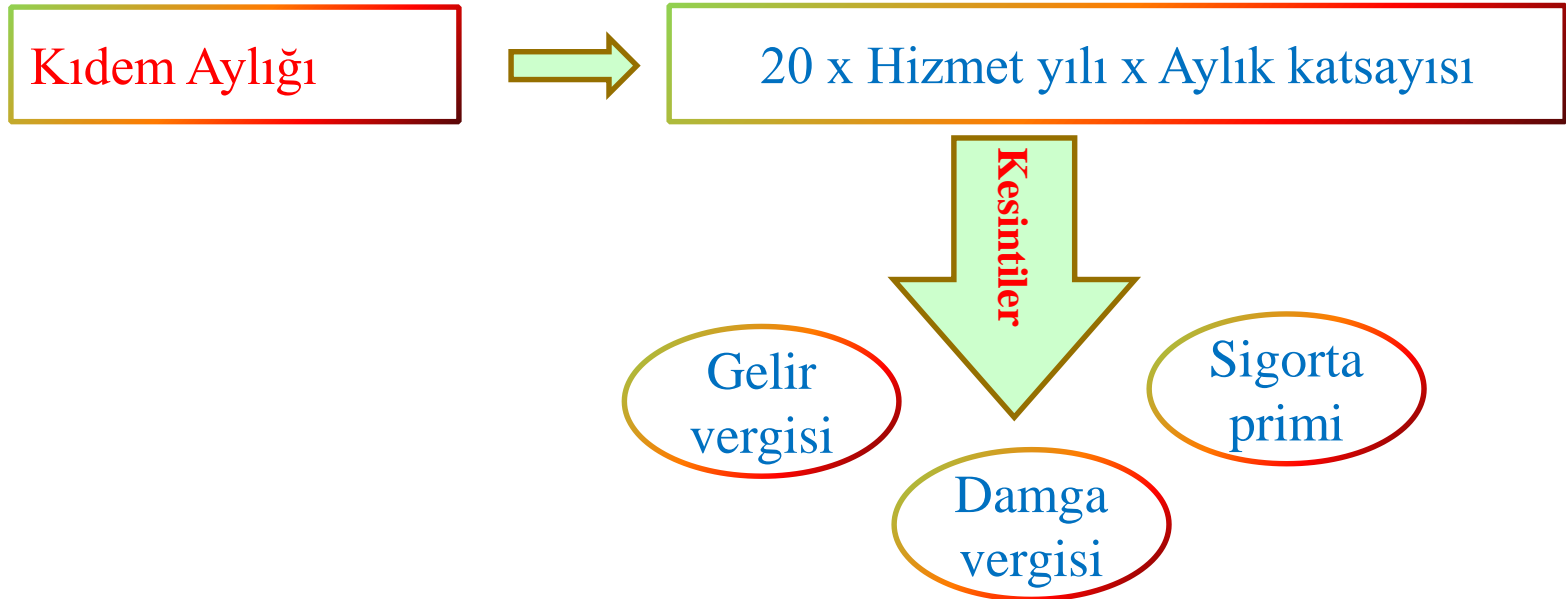 Kıdem Aylığı
20 x Hizmet yılı x Aylık katsayısı
Kesintiler
Gelir
vergisi
Sigorta
primi
Damga
vergisi